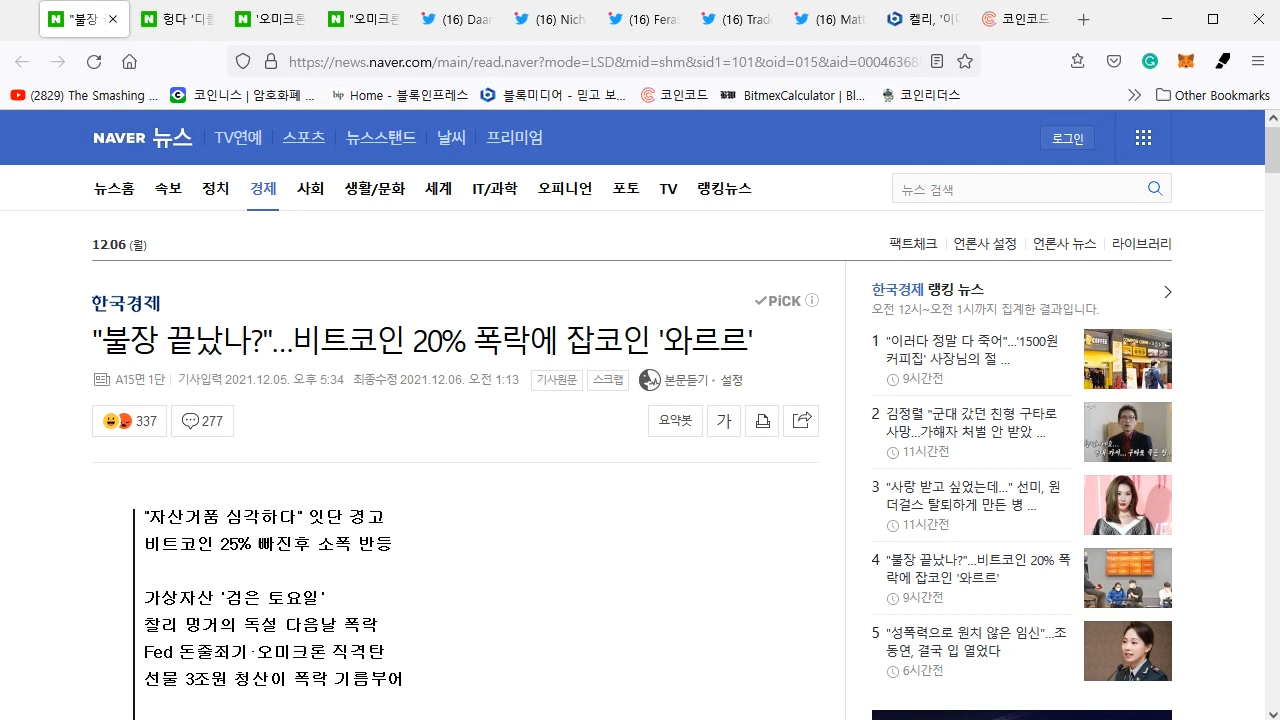 "불장
헝다 '디폴
'오미크론
"오미크론
(16) Daan
(16) Nich
(16) Feras
(16) Trad
(16) Matt
켈리, '이더
코인코드
https://news.naver.com/main/read.naver?mode=LSD&mid=shm&sid1=101&oid=015&aid=000463685
(2829) The Smashing ...
코인니스 | 암호화폐 ...
bip Home - 블록인프레스
블록미디어 - 믿고 보...
코인코드
BitmexCalculator | Bl...
코인리더스
Other Bookmarks
NAVER 뉴스
TV연예
스포츠
뉴스스탠드
날씨
프리미엄
로그인
뉴스홈 속보 정치 경제 사회 생활/문화 세계 IT/과학 오피니언 포토 TV 랭킹뉴스
뉴스 검색
12.06 (월)
팩트체크 언론사 설정 언론사 뉴스 라이브러리
한국경제
PiCK
"불장 끝났나?"…비트코인 20% 폭락에 잡코인 '와르르'
A15면 1단 기사입력 2021.12.05. 오후 5:34 최종수정 2021.12.06. 오전 1:13 기사원문 스크랩 본문듣기 · 설정
337
277
요약봇
가
"자산거품 심각하다" 잇단 경고
비트코인 25% 빠진후 소폭 반등
가상자산 '검은 토요일'
찰리 멍거의 독설 다음날 폭락
Fed 돈줄죄기·오미크론 직격탄
선물 3조원 청산이 폭락 기름부어
한국경제 랭킹 뉴스
오전 12시~오전 1시까지 집계한 결과입니다.
1 "이러다 정말 다 죽어"…'1500원
커피집' 사장님의 절 ...
9시간전
2 김정렬 "군대 갔던 친형 구타로
사망…가해자 처벌 안 받았 ...
11시간전
3 "사랑 받고 싶었는데…" 선미, 원
더걸스 탈퇴하게 만든 병 ...
11시간전
4 "불장 끝났나?"…비트코인 20% 폭
락에 잡코인 '와르르'
9시간전
5 "성폭력으로 원치 않은 임신"…조
동연, 결국 입 열었다
6시간전